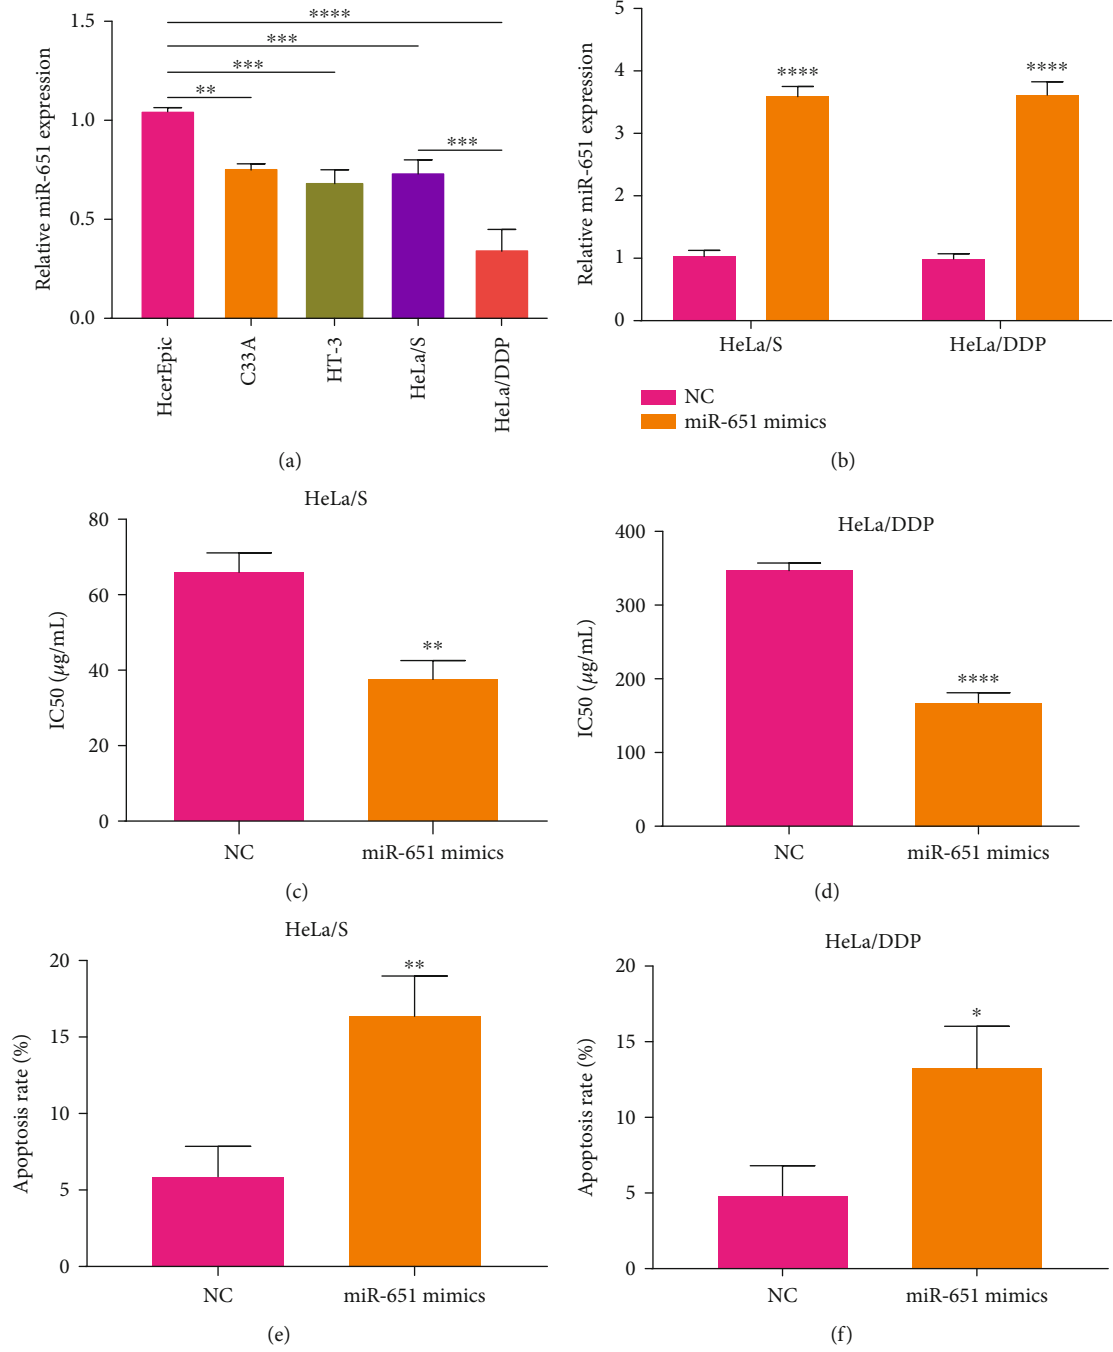 Relative miR-651 expression
1.5
1.0
0.5
0.0
****
***
***
**
***
HcerEpic
C33A
HT-3
HeLa/S
HeLa/DDP
(a)
Relative miR-651 expression
5
4
3
2
1
0
****
****
HeLa/S
HeLa/DDP
NC
miR-651 mimics
(b)
HeLa/S
IC50 (µg/mL)
80
60
40
20
0
**
NC
miR-651 mimics
(c)
HeLa/DDP
IC50 (µg/mL)
400
300
200
100
0
****
NC
miR-651 mimics
(d)
HeLa/S
Apoptosis rate (%)
20
15
10
5
0
**
NC
miR-651 mimics
(e)
HeLa/DDP
Apoptosis rate (%)
20
15
10
5
0
*
NC
miR-651 mimics
(f)